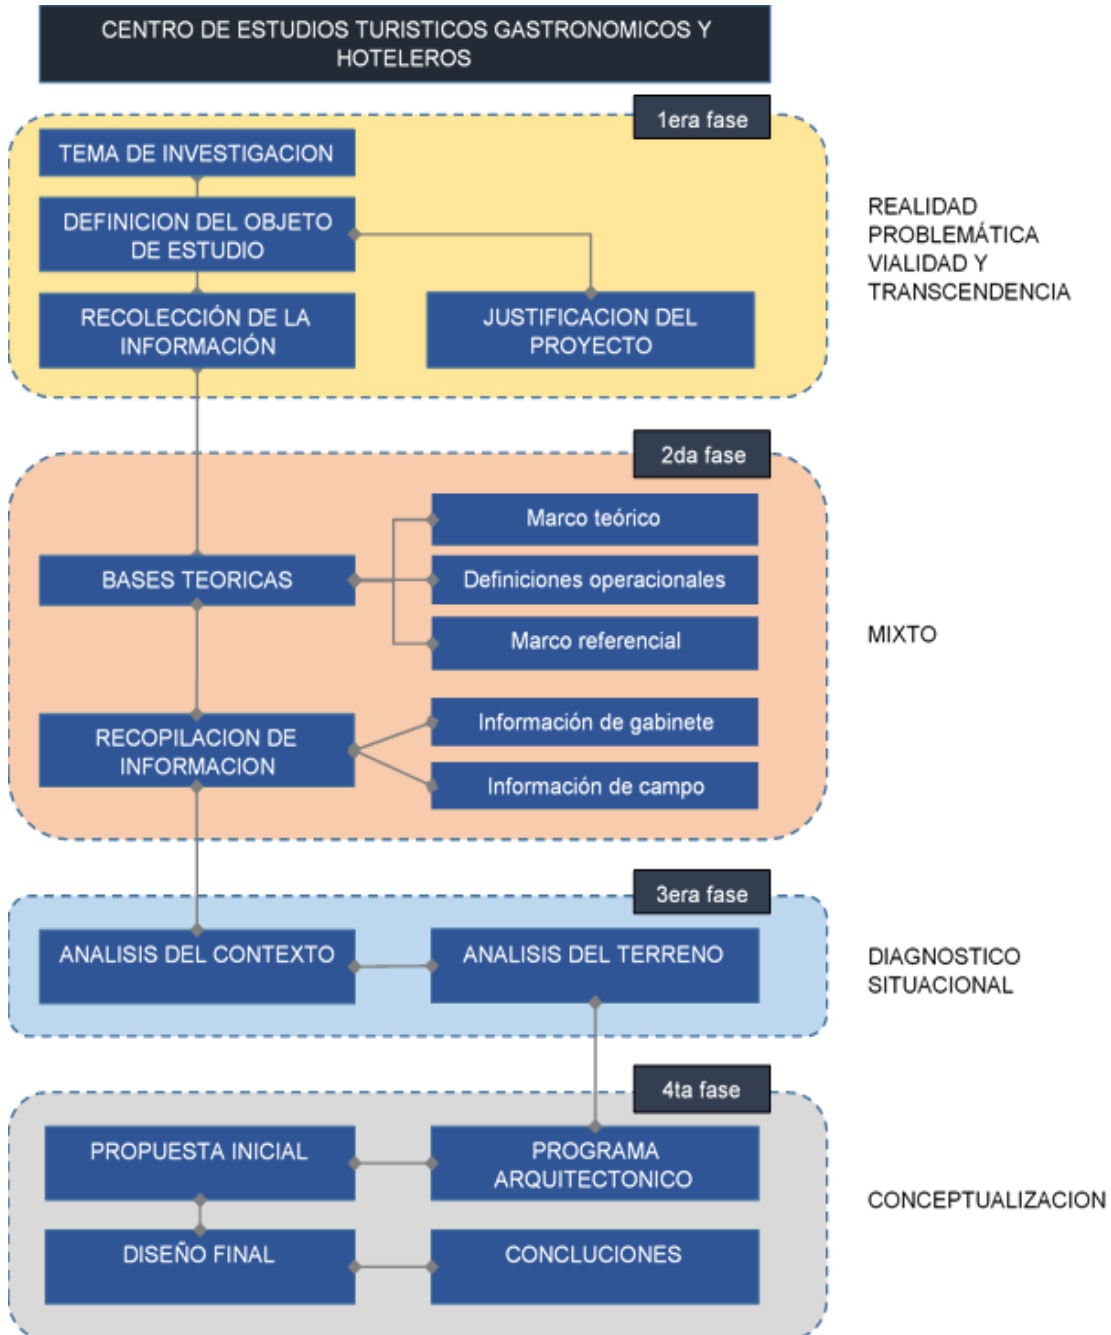 CENTRO DE ESTUDIOS TURISTICOS GASTRONOMICOS Y
HOTELEROS
1era fase
TEMA DE INVESTIGACION
DEFINICION DEL OBJETO
DE ESTUDIO
RECOLECCIÓN DE LA
INFORMACIÓN
JUSTIFICACION DEL
PROYECTO
REALIDAD
PROBLEMÁTICA
VIALIDAD Y
TRANSCENDENCIA
2da fase
BASES TEORICAS
Marco teórico
Definiciones operacionales
Marco referencial
RECOPILACION DE
INFORMACION
Información de gabinete
Información de campo
MIXTO
3era fase
ANALISIS DEL CONTEXTO
ANALISIS DEL TERRENO
DIAGNOSTICO
SITUACIONAL
4ta fase
PROPUESTA INICIAL
PROGRAMA
ARQUITECTONICO
DISEÑO FINAL
CONCLUCIONES
CONCEPTUALIZACION